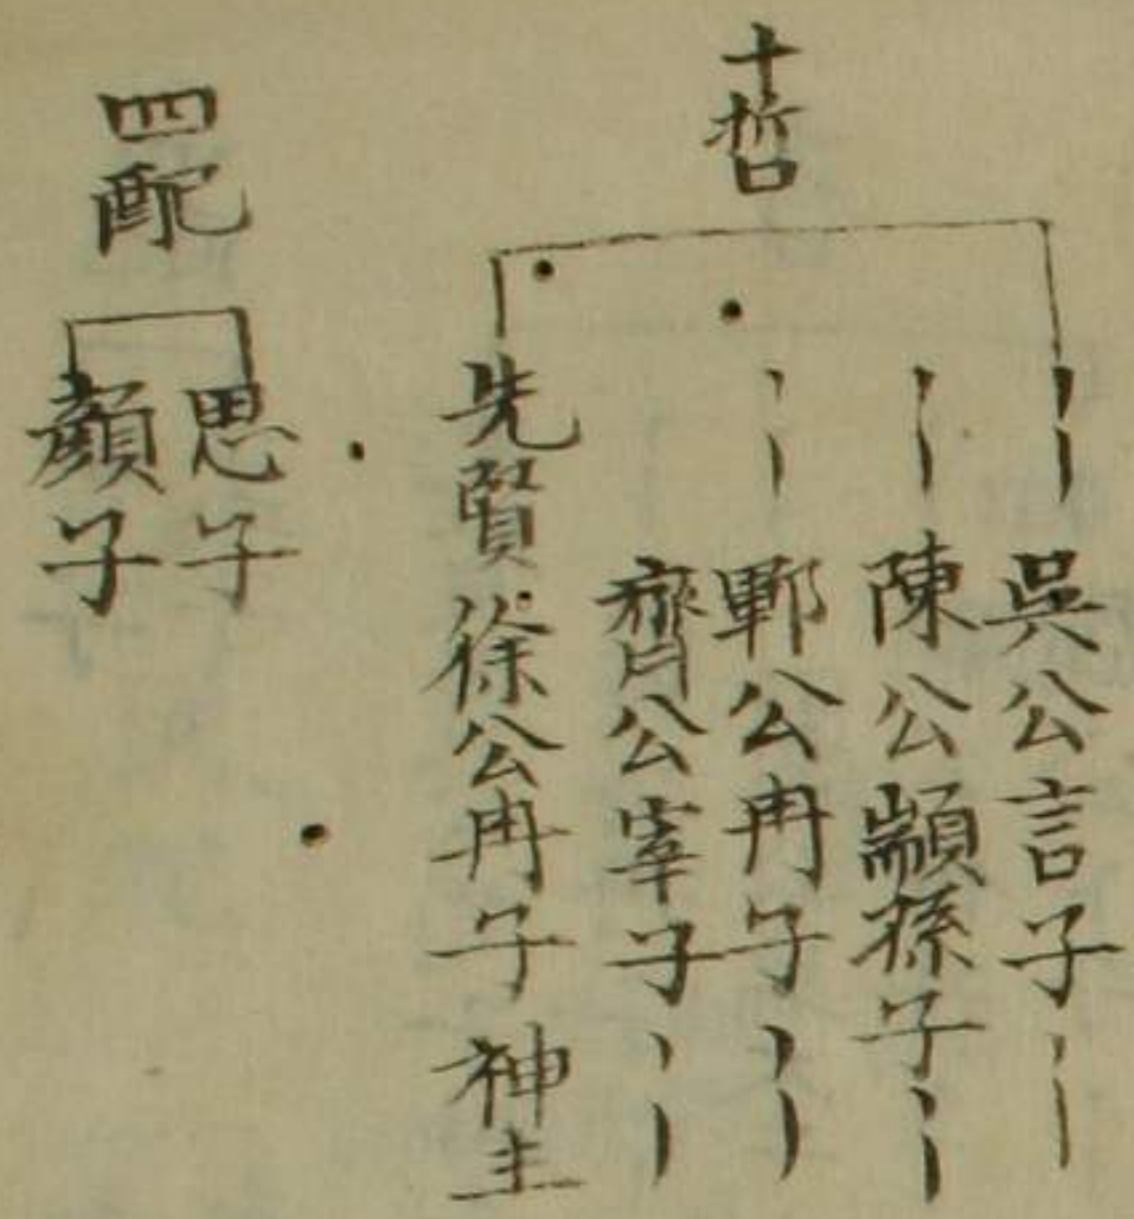 十哲
〻〻吳公言子〻〻
〻〻陳公顓孫子〻〻
〻〻鄆公冉子〻〻
齊公宰子〻〻
先賢徐公冉子神主
四配
思子
顏子